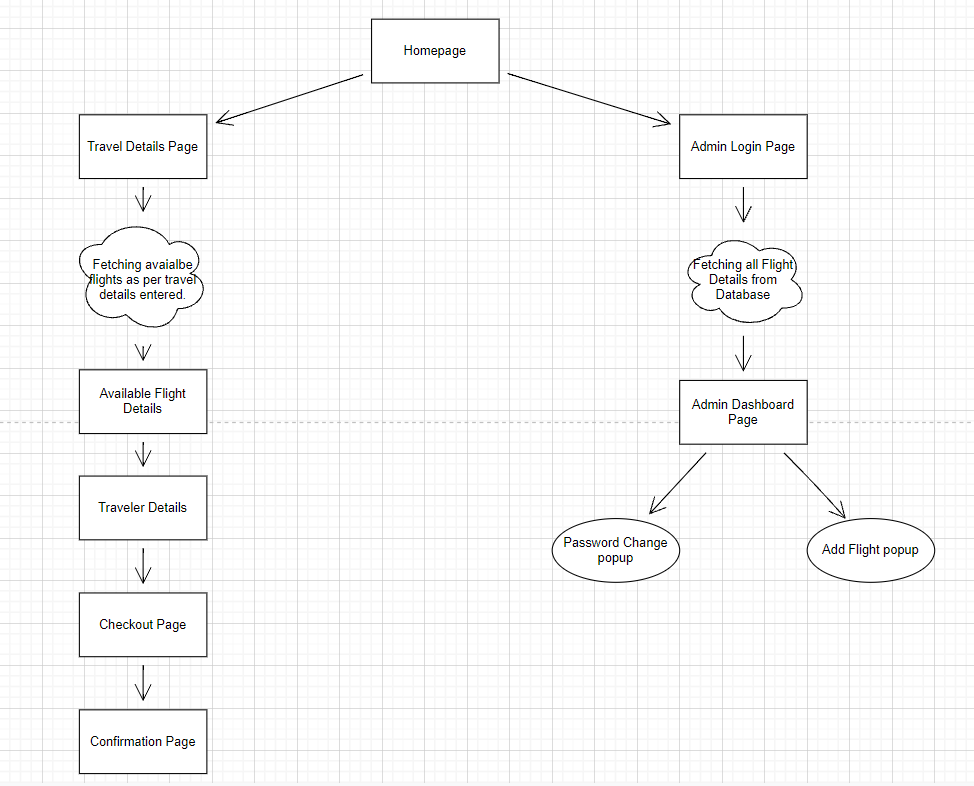 Homepage
Travel Details Page
Admin Login Page
Fetching avaialbe
flights as per travel
details entered.
Fetching all Flight
Details from
Database
Available Flight
Details
Admin Dashboard
Page
Traveler Details
Password Change
popup
Add Flight popup
Checkout Page
Confirmation Page